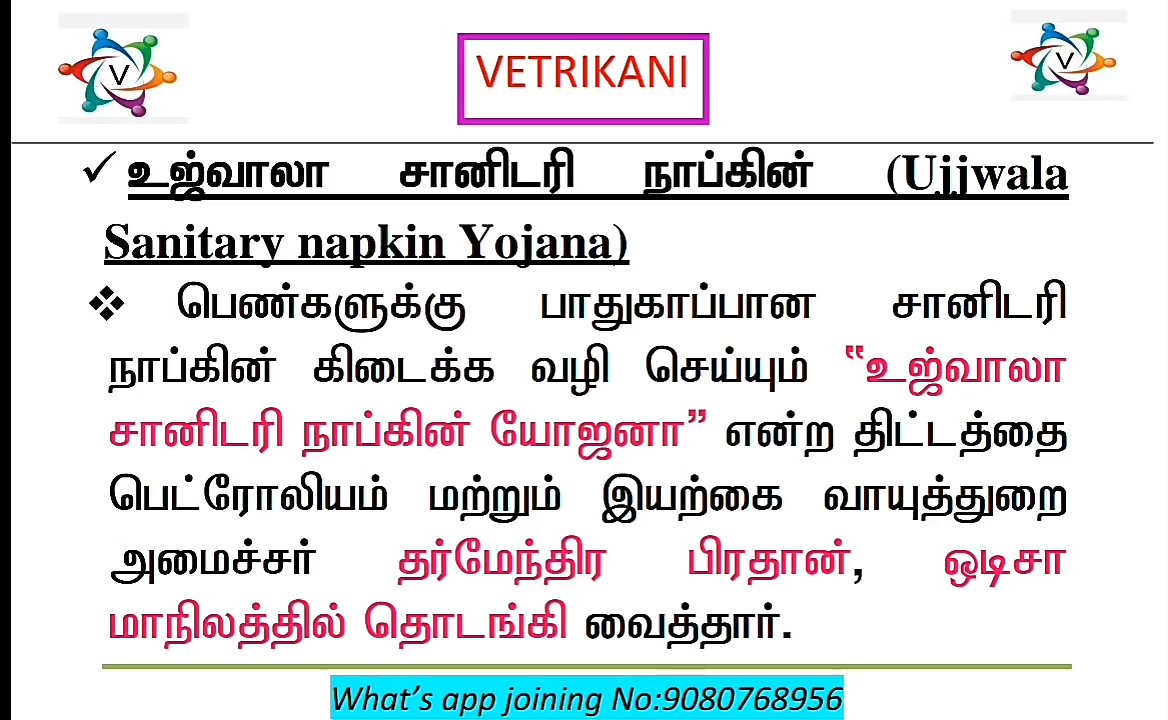 V
V
VETRIKANI
✓ உஜ்வாலா சானிடரி நாப்கின் (Ujjwala
Sanitary napkin Yojana)
❖ பெண்களுக்கு பாதுகாப்பான சானிடரி
நாப்கின் கிடைக்க வழி செய்யும் “உஜ்வாலா
சானிடரி நாப்கின் யோஜனா” என்ற திட்டத்தை
பெட்ரோலியம் மற்றும் இயற்கை வாயுத்துறை
அமைச்சர் தர்மேந்திர பிரதான், ஒடிசா
மாநிலத்தில் தொடங்கி வைத்தார்.
What’s app joining No:9080768956